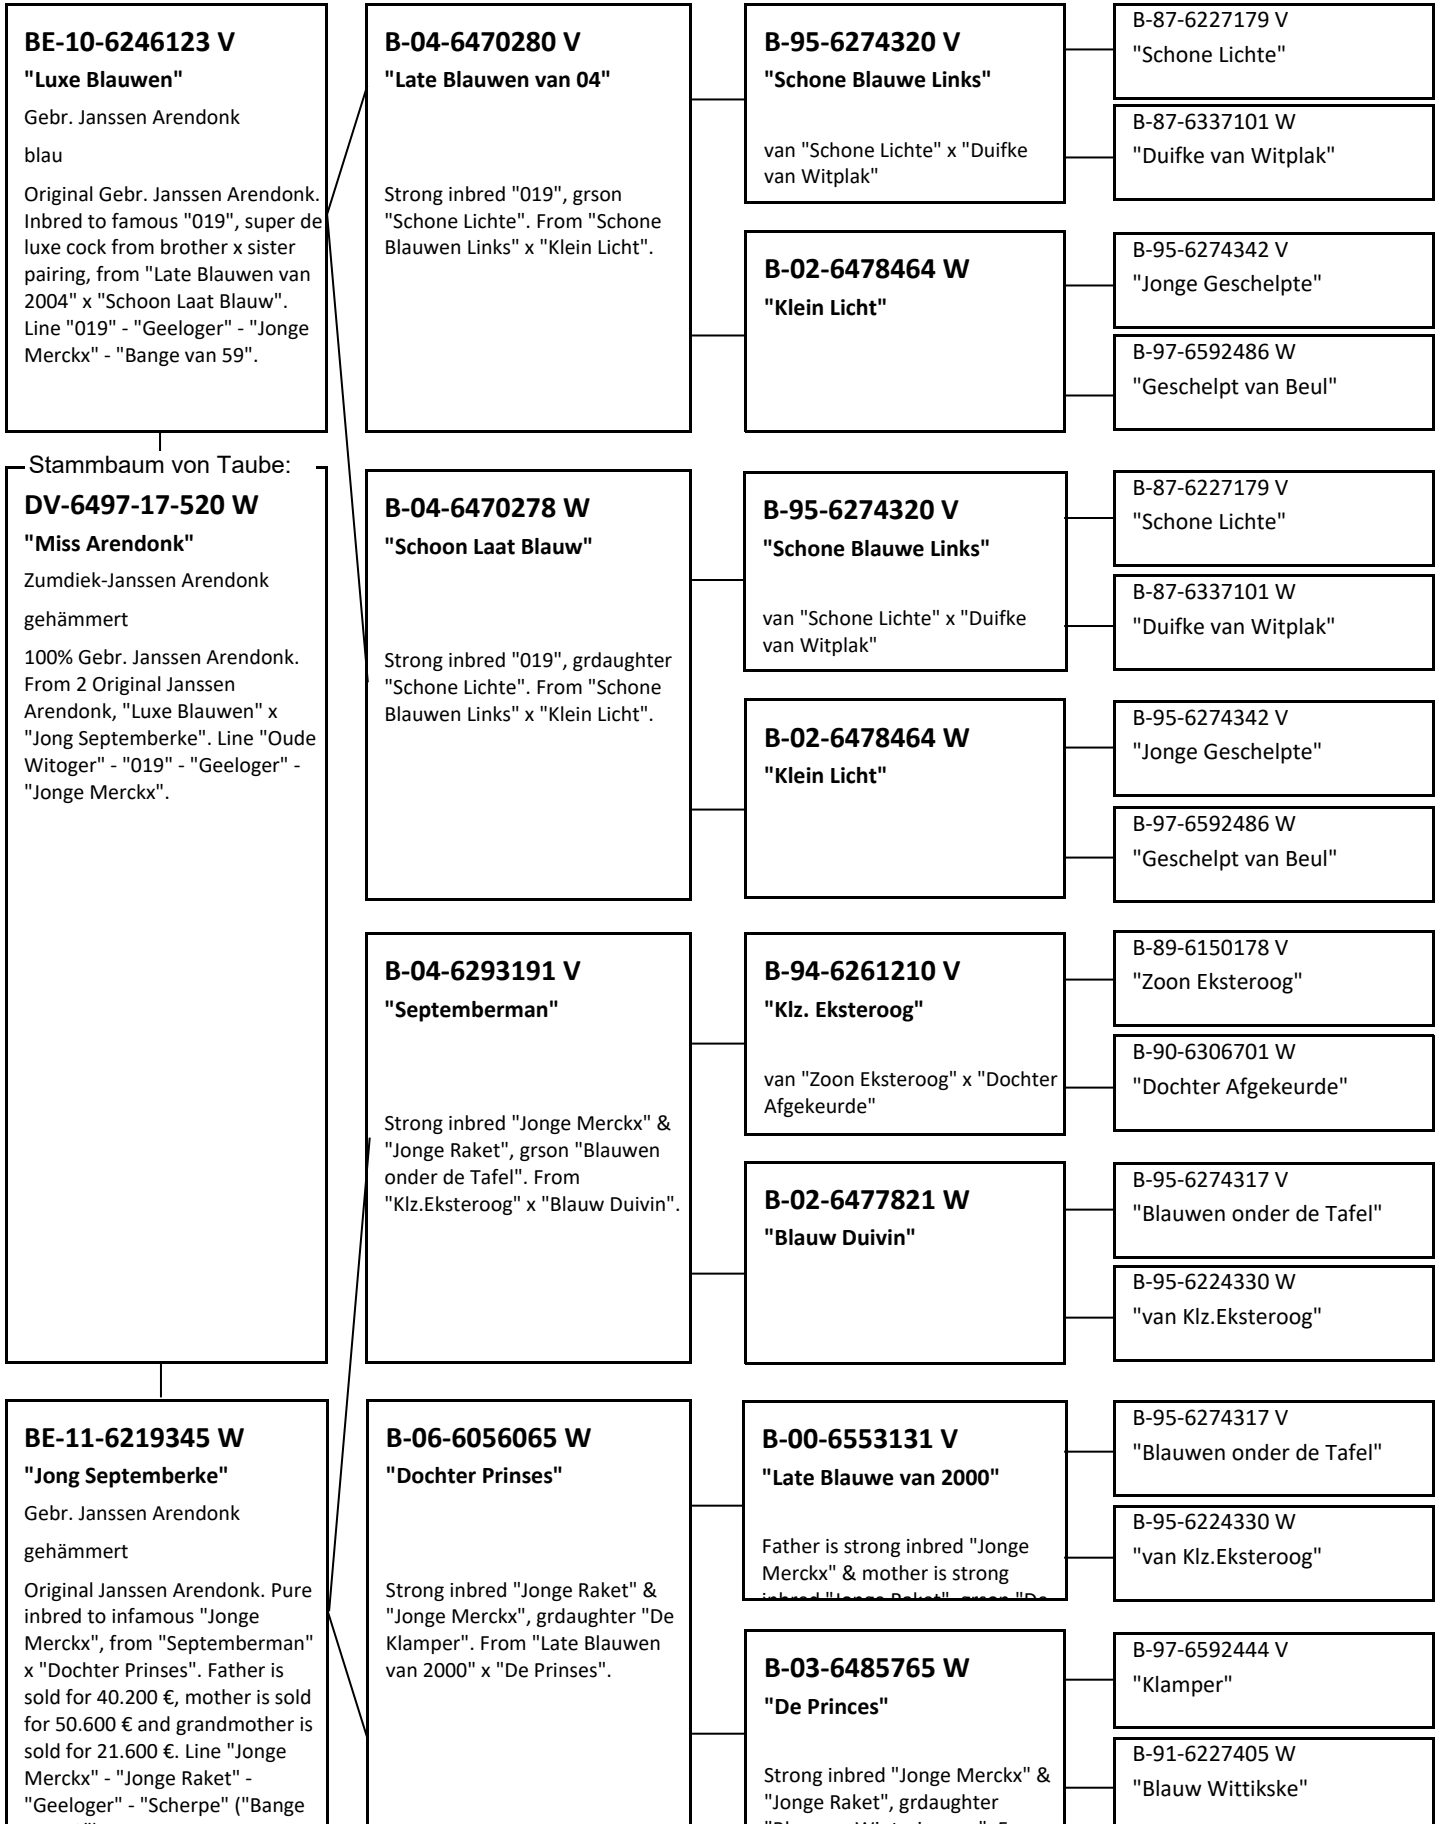 BE-10-6246123 V
"Luxe Blauwen"
Gebr. Janssen Arendonk
blau
Original Gebr. Janssen Arendonk.
Inbred to famous "019", super de
luxe cock from brother x sister
pairing, from "Late Blauwen van
2004" x "Schoon Laat Blauw".
Line "019" - "Geeloger" - "Jonge
Merckx" - "Bange van 59".
Stammbaum von Taube:
DV-6497-17-520 W
"Miss Arendonk"
Zumdiek-Janssen Arendonk
gehämmert
100% Gebr. Janssen Arendonk.
From 2 Original Janssen
Arendonk, "Luxe Blauwen" x
"Jong Septemberke". Line "Oude
Witoger" - "019" - "Geeloger" -
"Jonge Merckx".
BE-11-6219345 W
"Jong Septemberke"
Gebr. Janssen Arendonk
gehämmert
Original Janssen Arendonk. Pure
inbred to infamous "Jonge
Merckx", from "Septemberman"
x "Dochter Prinses". Father is
sold for 40.200 €, mother is sold
for 50.600 € and grandmother is
sold for 21.600 €. Line "Jonge
Merckx" - "Jonge Raket" -
"Geeloger" - "Scherpe" ("Bange
B-04-6470280 V
"Late Blauwen van 04"
Strong inbred "019", grson
"Schone Lichte". From "Schone
Blauwen Links" x "Klein Licht".
B-04-6470278 W
"Schoon Laat Blauw"
Strong inbred "019", grdaughter
"Schone Lichte". From "Schone
Blauwen Links" x "Klein Licht".
B-04-6293191 V
"Septemberman"
Strong inbred "Jonge Merckx" &
"Jonge Raket", grson "Blauwen
onder de Tafel". From
"Klz.Eksteroog" x "Blauw Duivin".
B-06-6056065 W
"Dochter Prinses"
Strong inbred "Jonge Raket" &
"Jonge Merckx", grdaughter "De
Klamper". From "Late Blauwen
van 2000" x "De Prinses".
B-95-6274320 V
"Schone Blauwe Links"
van "Schone Lichte" x "Duifke
van Witplak"
B-02-6478464 W
"Klein Licht"
B-95-6274320 V
"Schone Blauwe Links"
van "Schone Lichte" x "Duifke
van Witplak"
B-02-6478464 W
"Klein Licht"
B-94-6261210 V
"Klz. Eksteroog"
van "Zoon Eksteroog" x "Dochter
Afgekeurde"
B-02-6477821 W
"Blauw Duivin"
B-00-6553131 V
"Late Blauwe van 2000"
Father is strong inbred "Jonge
Merckx" & mother is strong
inbred "Jonge Raket", grson "De
B-03-6485765 W
"De Princes"
Strong inbred "Jonge Merckx" &
"Jonge Raket", grdaughter
B-87-6227179 V
"Schone Lichte"
B-87-6337101 W
"Duifke van Witplak"
B-95-6274342 V
"Jonge Geschelpte"
B-97-6592486 W
"Geschelpt van Beul"
B-87-6227179 V
"Schone Lichte"
B-87-6337101 W
"Duifke van Witplak"
B-95-6274342 V
"Jonge Geschelpte"
B-97-6592486 W
"Geschelpt van Beul"
B-89-6150178 V
"Zoon Eksteroog"
B-90-6306701 W
"Dochter Afgekeurde"
B-95-6274317 V
"Blauwen onder de Tafel"
B-95-6224330 W
"van Klz.Eksteroog"
B-95-6274317 V
"Blauwen onder de Tafel"
B-95-6224330 W
"van Klz.Eksteroog"
B-97-6592444 V
"Klamper"
B-91-6227405 W
"Blauw Wittikske"